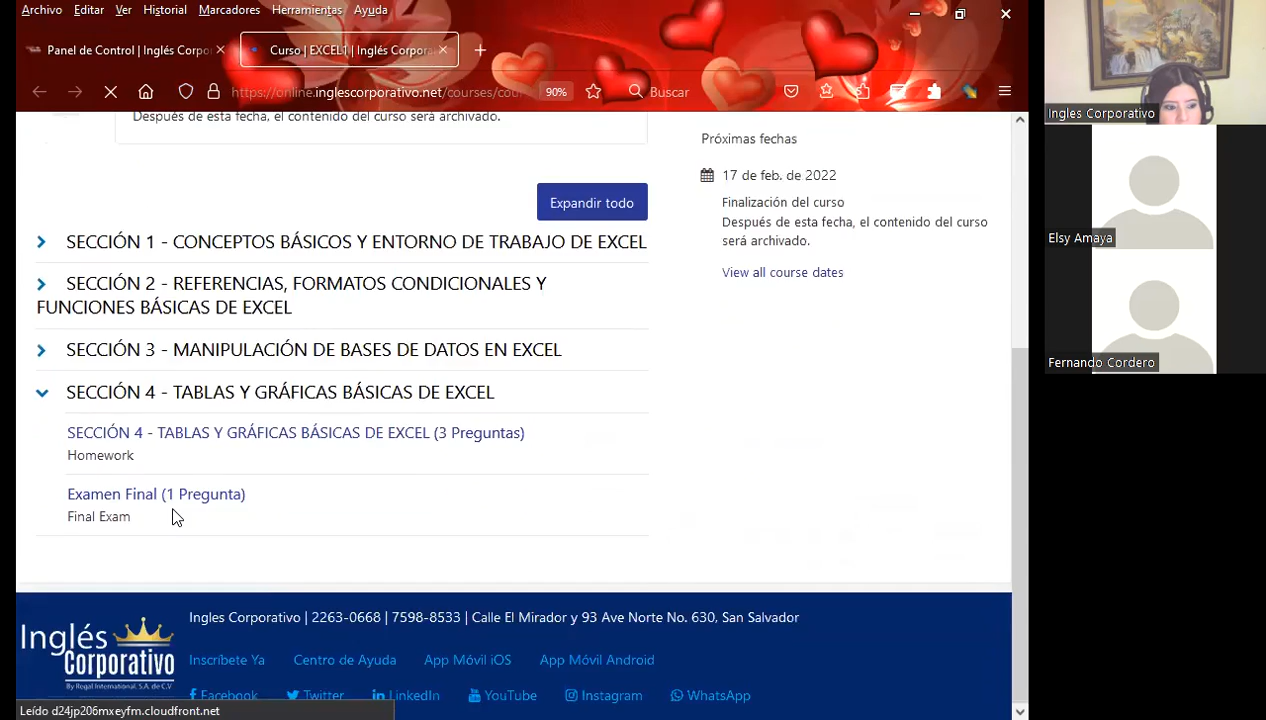 Archivo Editar Ver Historial Marcadores Herramientas Ayuda
Panel de Control | Inglés Corpor
Curso | EXCEL1 | Inglés Corpora
https://online.inglescorporativo.net/courses/cou
90%
Buscar
Después de esta fecha, el contenido del curso será archivado.
Expandir todo
SECCIÓN 1 - CONCEPTOS BÁSICOS Y ENTORNO DE TRABAJO DE EXCEL
SECCIÓN 2 - REFERENCIAS, FORMATOS CONDICIONALES Y
FUNCIONES BÁSICAS DE EXCEL
SECCIÓN 3 - MANIPULACIÓN DE BASES DE DATOS EN EXCEL
SECCIÓN 4 - TABLAS Y GRÁFICAS BÁSICAS DE EXCEL
SECCIÓN 4 - TABLAS Y GRÁFICAS BÁSICAS DE EXCEL (3 Preguntas)
Homework
Examen Final (1 Pregunta)
Final Exam
Próximas fechas
17 de feb. de 2022
Finalización del curso
Después de esta fecha, el contenido del curso
será archivado.
View all course dates
Inglés
Corporativo
By Regal International, S.A. de C.V
Ingles Corporativo | 2263-0668 | 7598-8533 | Calle El Mirador y 93 Ave Norte No. 630, San Salvador
Inscríbete Ya Centro de Ayuda App Móvil iOS App Móvil Android
Facebook Twitter LinkedIn YouTube Instagram WhatsApp
Leído d24jp206mxeyfm.cloudfront.net
Ingles Corporativo
Elsy Amaya
Fernando Cordero